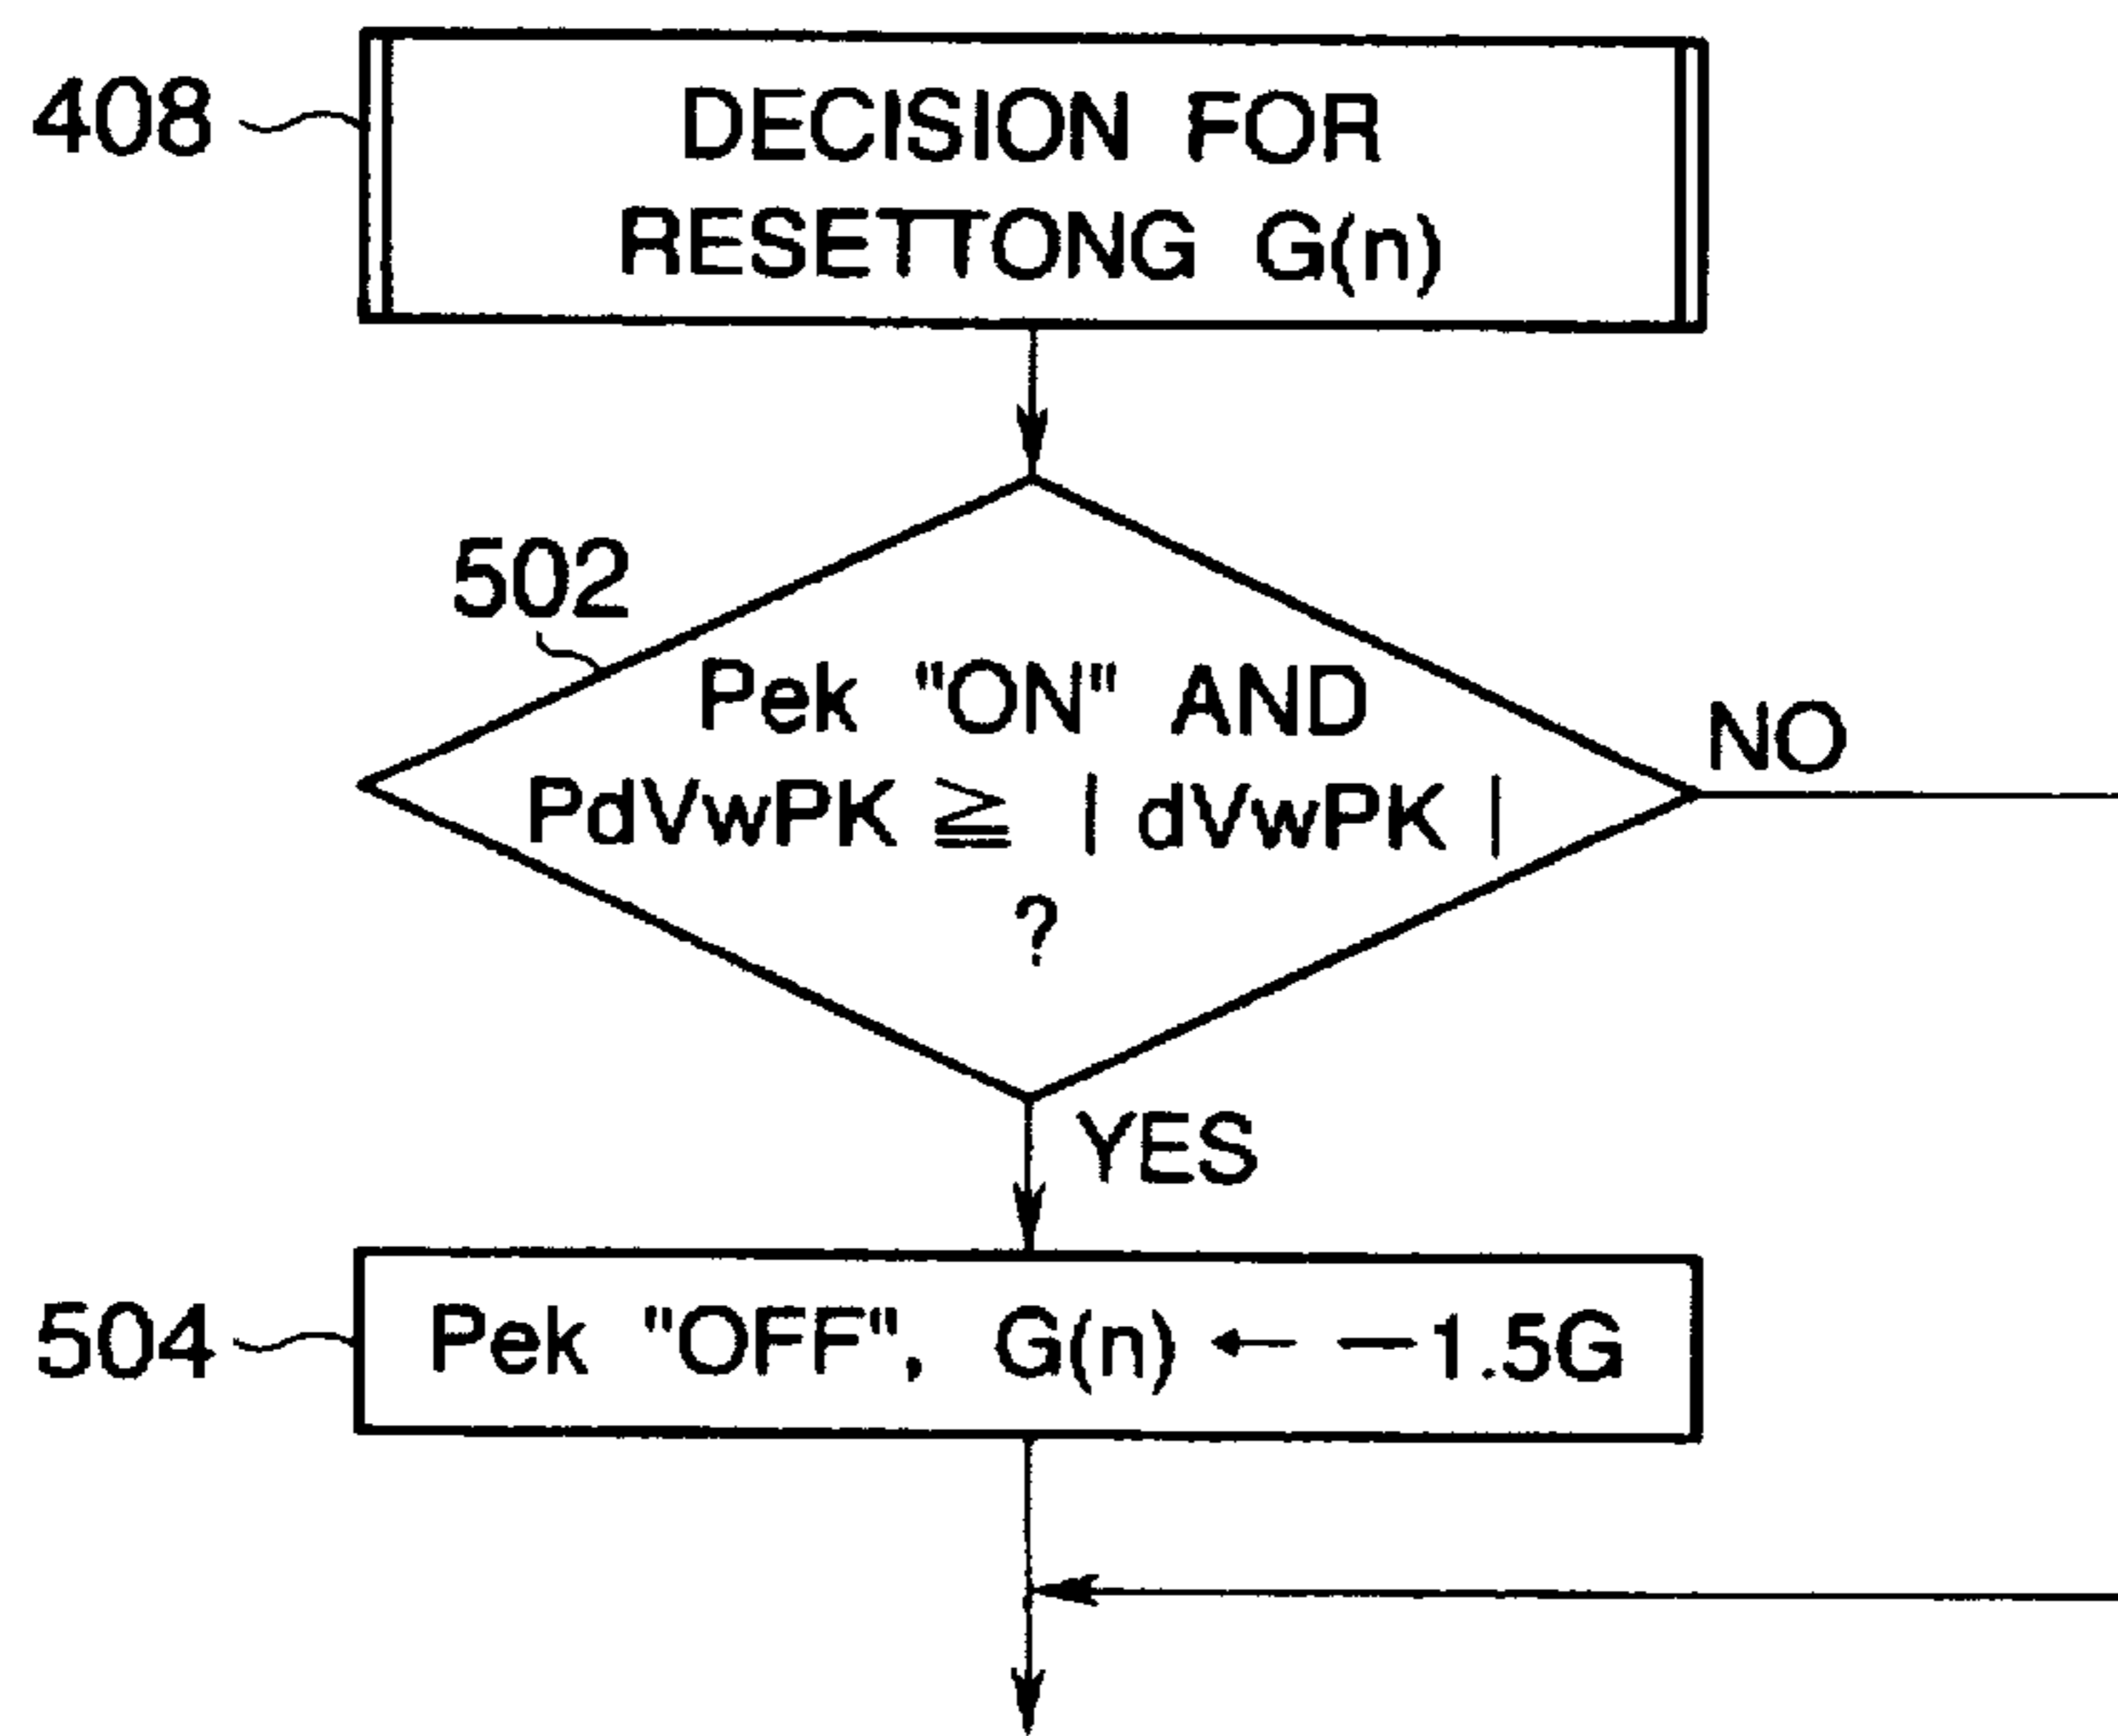 408
DECISION FOR
RESETTONG G(n)
502
Pek "ON" AND
PdVwPK ≧ | dVwPK |
?
NO
YES
504
Pek "OFF", G(n) ← −1.5G